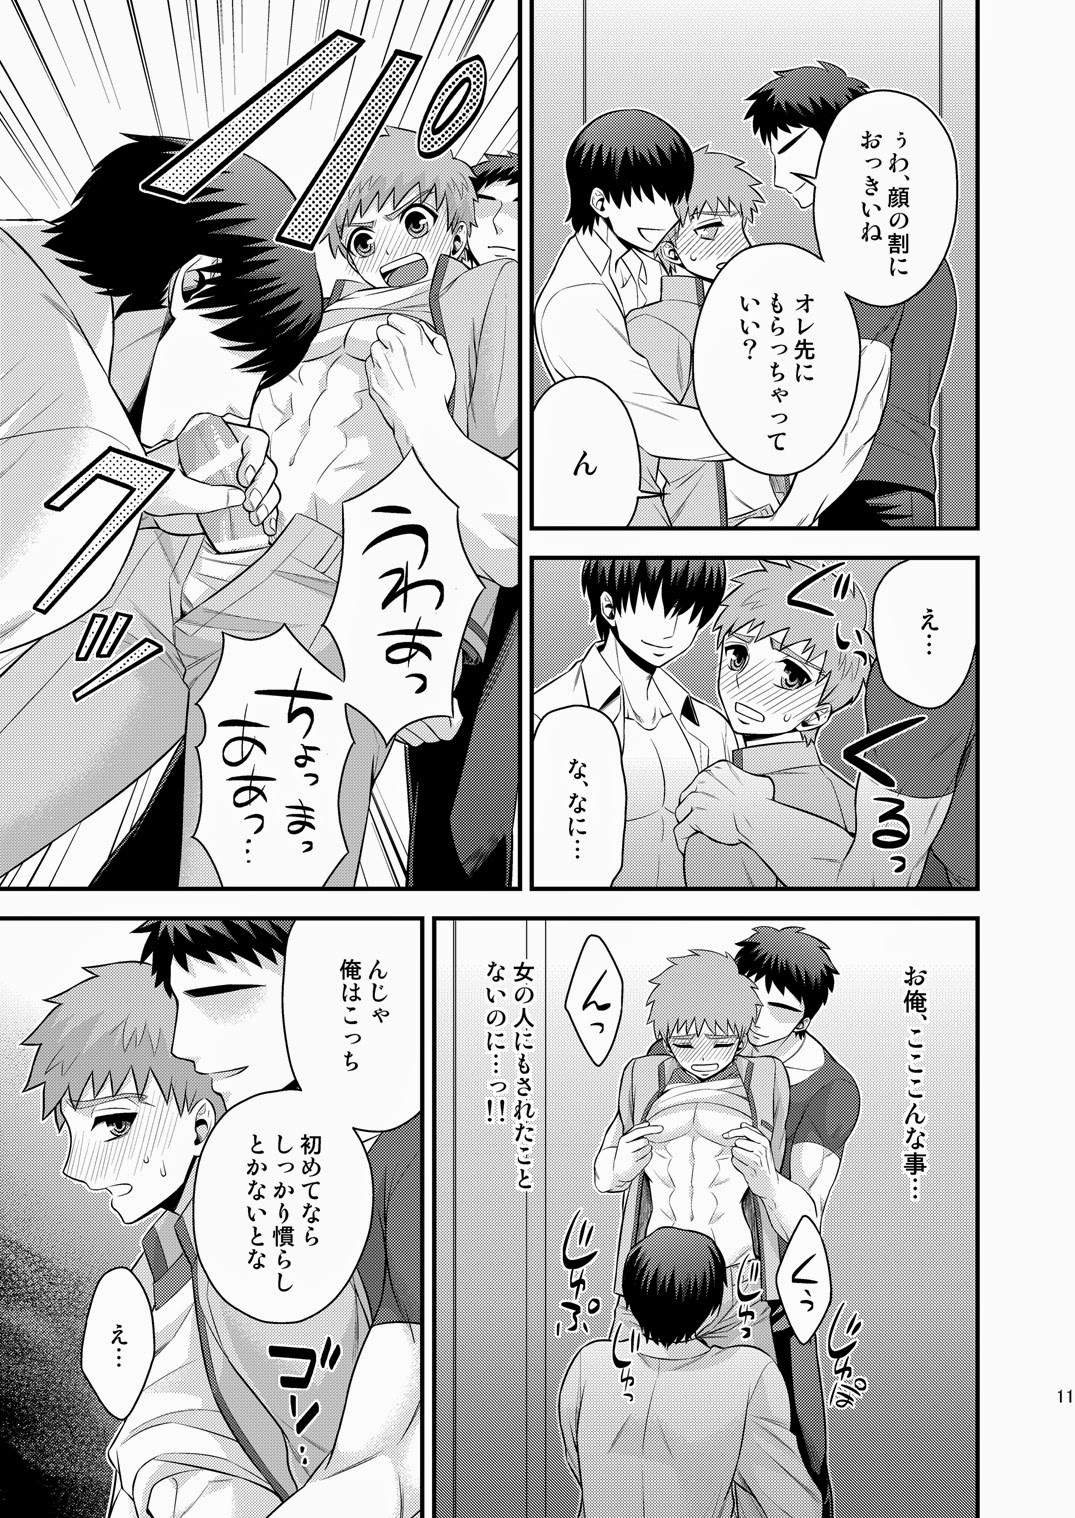 うわ、顔の割に
おっきいね
オレ先に
もらっちゃって
いい?
ん
え…
ぐい
くるっ
な、なに…
パクッ
うわあっ
ちょっ まっ
ああっ…
お俺、こここんな事…
女の人にもされたこと
ないのに…っ!!
んっ
くぅ
じゅぷ
じゅっ
じゅっ
じゅぽ
んじゃ
俺はこっち
初めてなら
しっかり慣らし
とかないとな
え…
ゴソ…
11